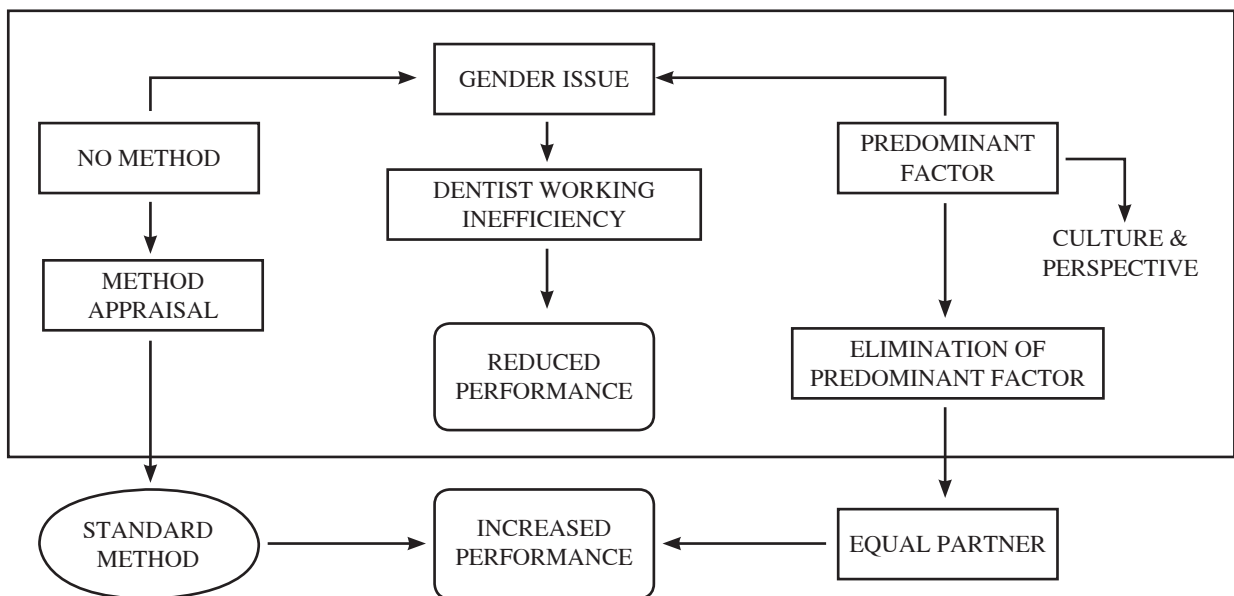 GENDER ISSUE
NO METHOD
PREDOMINANT
FACTOR
DENTIST WORKING
INEFFICIENCY
CULTURE &
PERSPECTIVE
METHOD
APPRAISAL
REDUCED
PERFORMANCE
ELIMINATION OF
PREDOMINANT FACTOR
STANDARD
METHOD
INCREASED
PERFORMANCE
EQUAL PARTNER